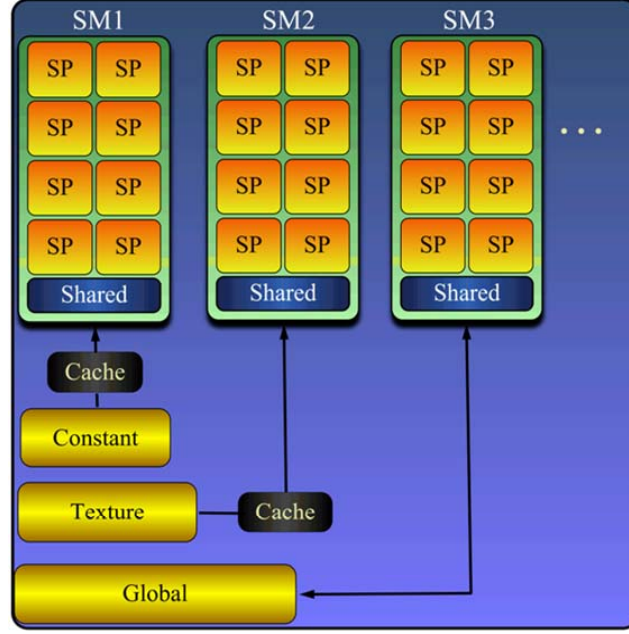 SM1 SM2 SM3
SP SP SP SP SP SP
SP SP SP SP SP SP
...
SP SP SP SP SP SP
SP SP SP SP SP SP
Shared Shared Shared
Cache
Constant
Texture
Cache
Global